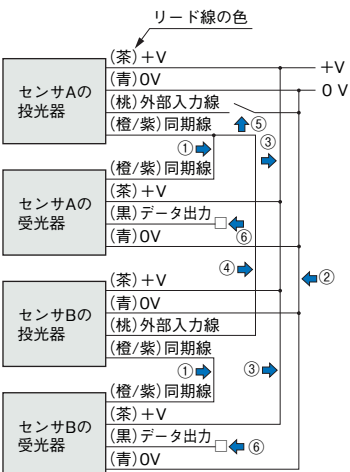 リード線の色
(茶)+V
+V
(青)0V
0 V
センサAの
投光器
(桃)外部入力線
⑤
(橙/紫)同期線
③
①
(橙/紫)同期線
(茶)+V
センサAの
受光器
(黒)データ出力
⑥
(青)0V
④
②
(茶)+V
(青)0V
センサBの
投光器
(桃)外部入力線
(橙/紫)同期線
①
③
(橙/紫)同期線
(茶)+V
センサBの
受光器
(黒)データ出力
⑥
(青)0V